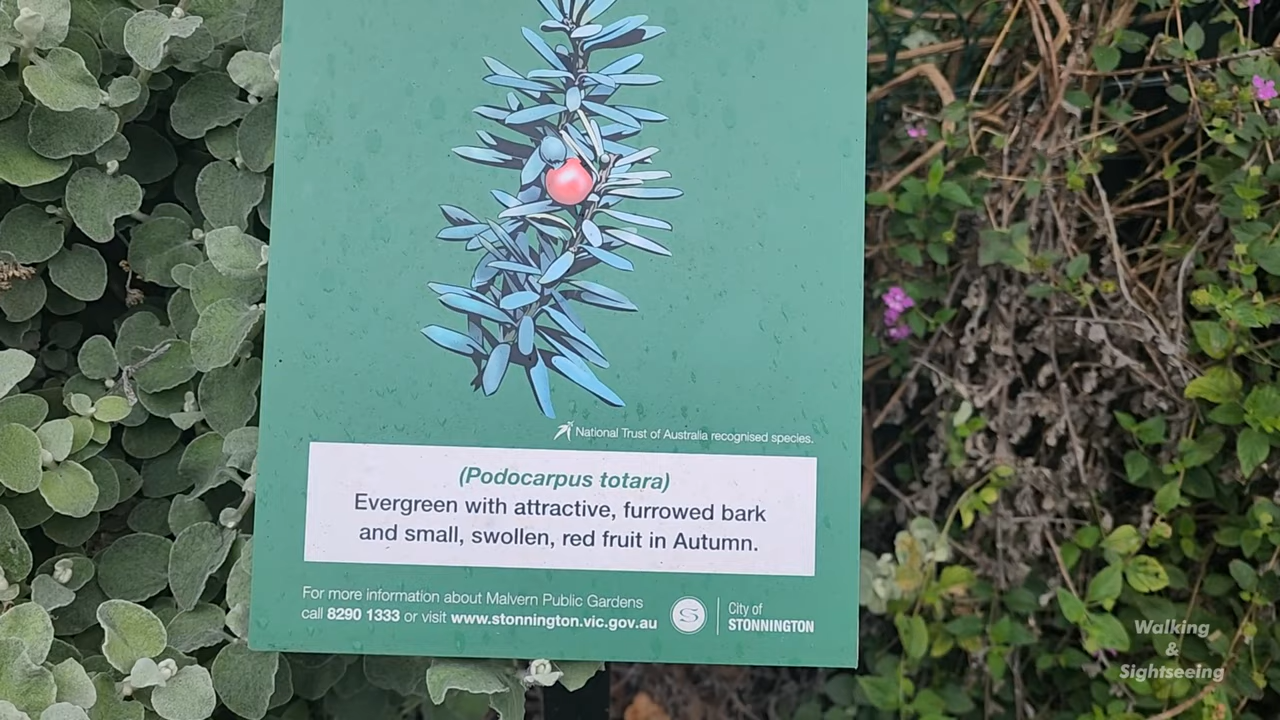 National Trust of Australia recognised species.
(Podocarpus totara)
Evergreen with attractive, furrowed bark
and small, swollen, red fruit in Autumn.
For more information about Malvern Public Gardens
call 8290 1333 or visit www.stonnington.vic.gov.au
S
City of
STONNINGTON
Walking
&
Sightseeing